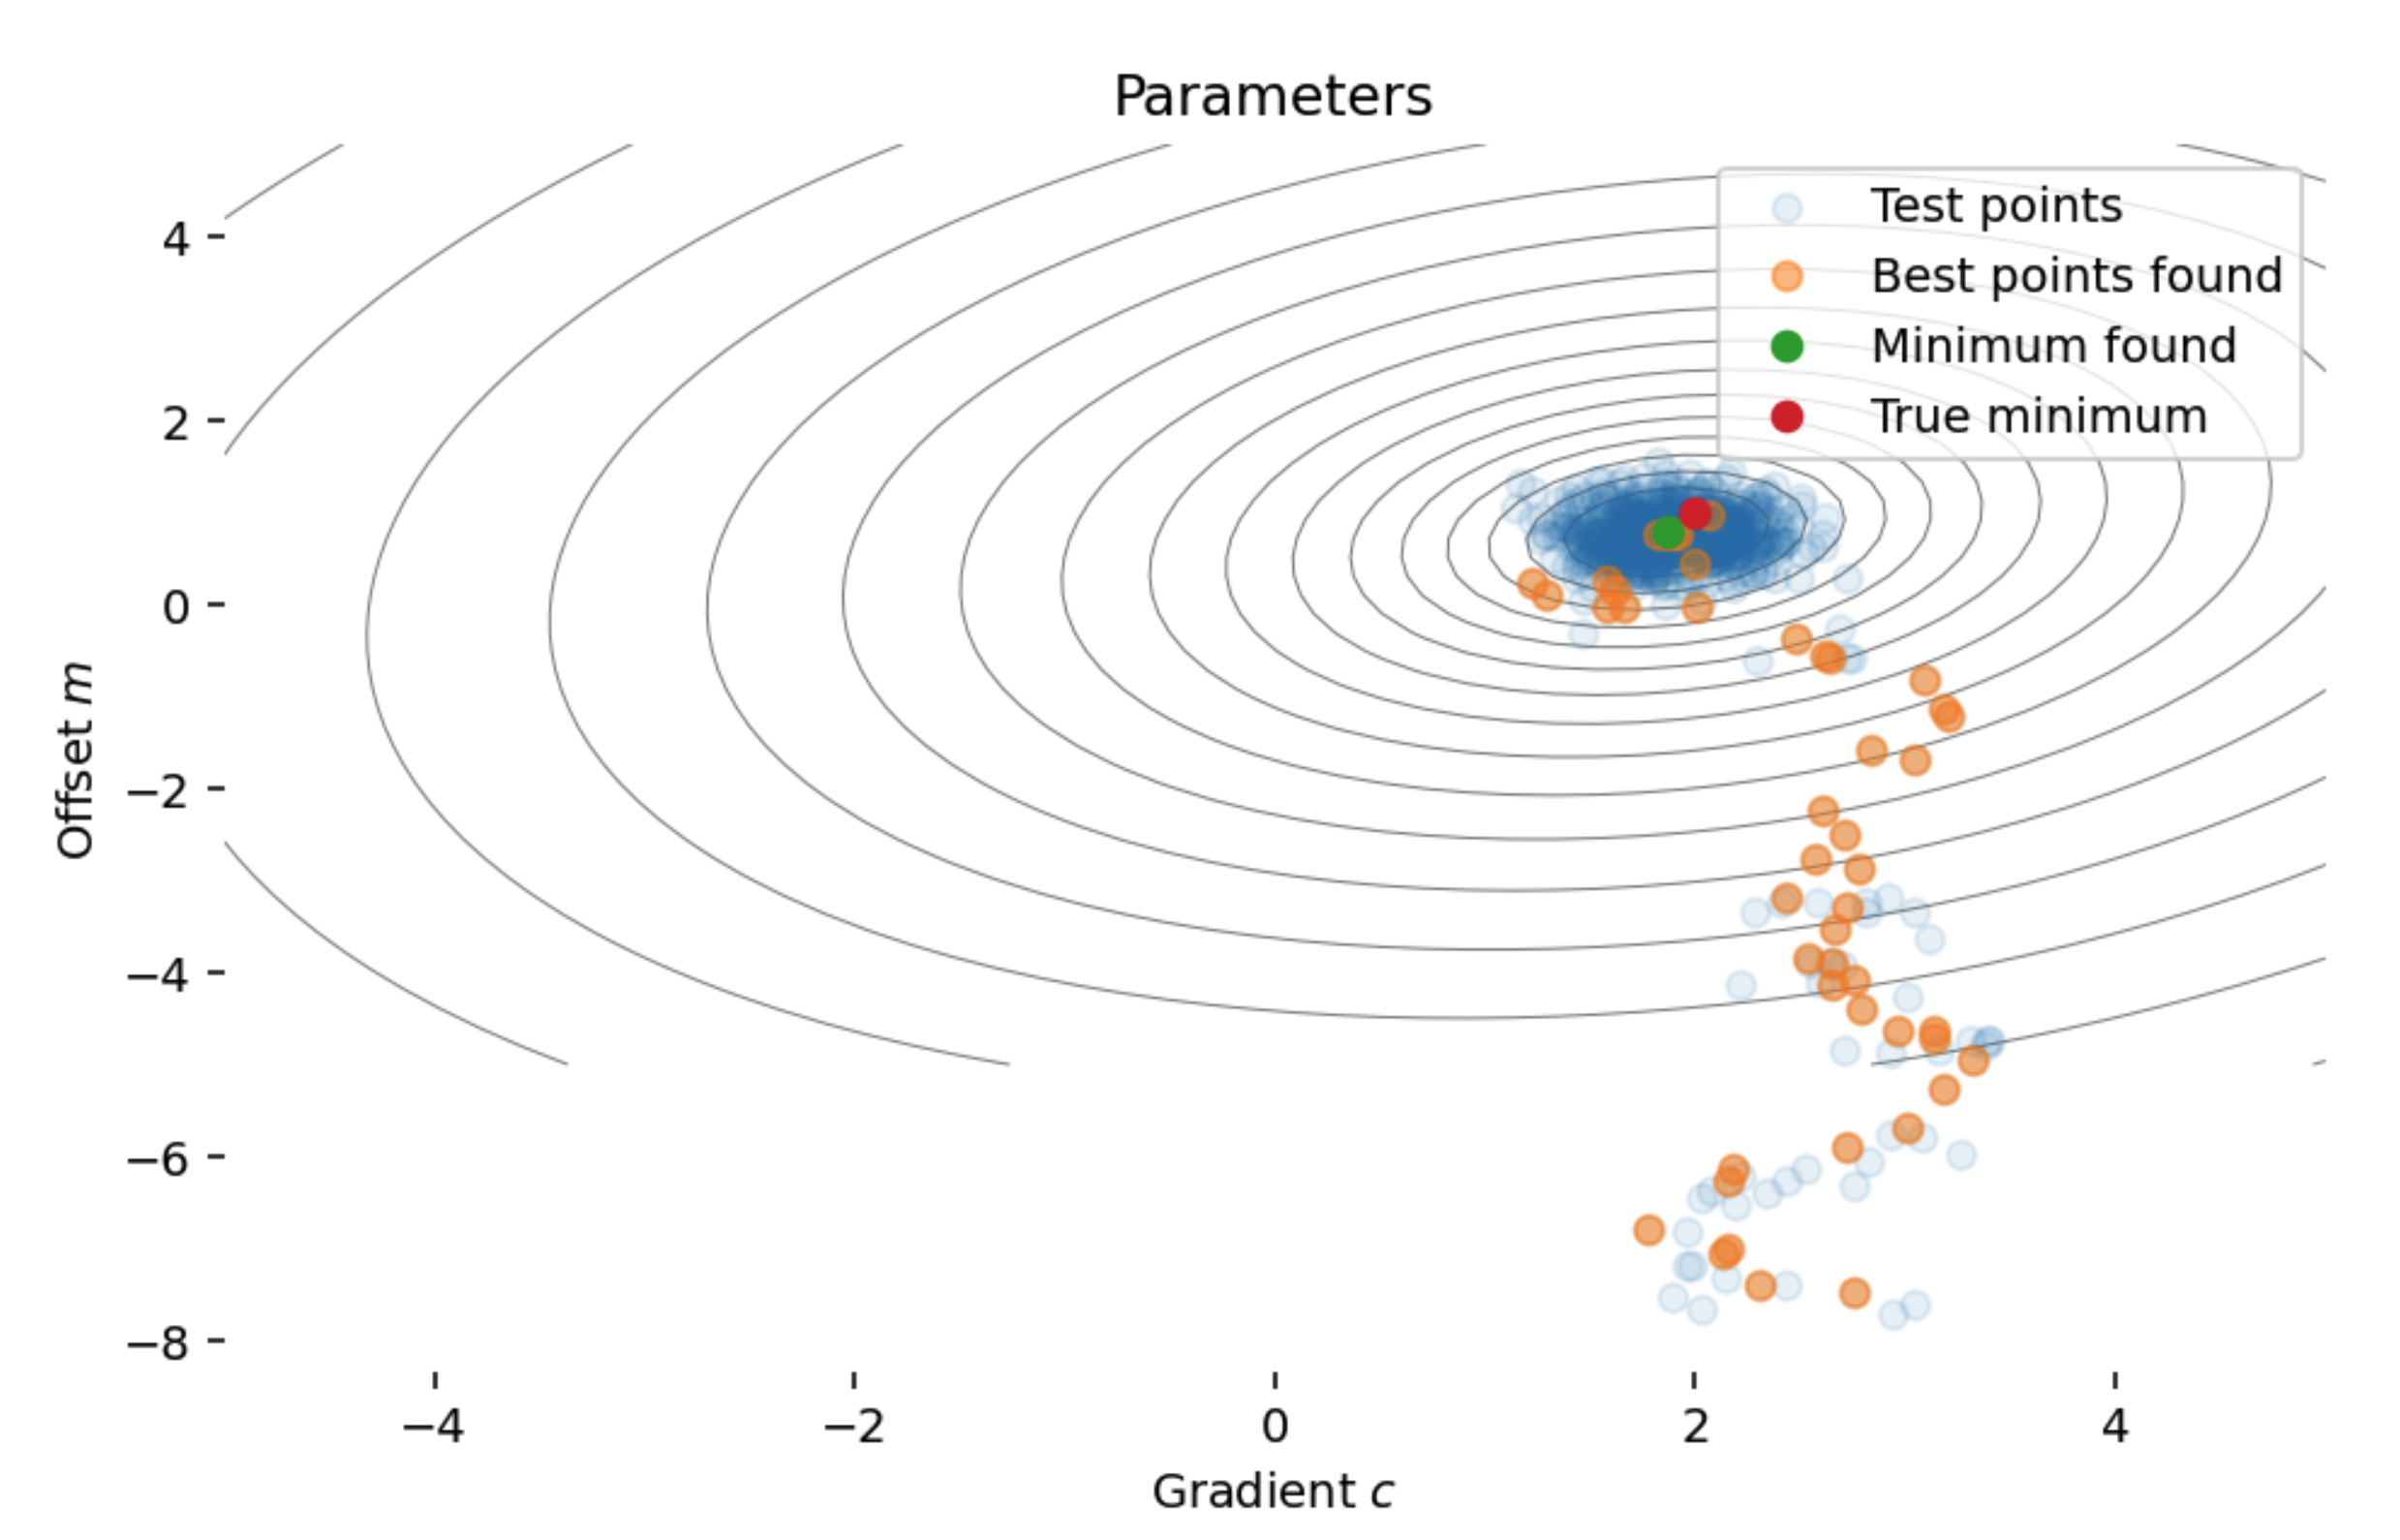 Parameters
Test points
Best points found
Minimum found
True minimum
4
2
0
−2
−4
−6
−8
Offset m
−4
−2
0
2
4
Gradient c